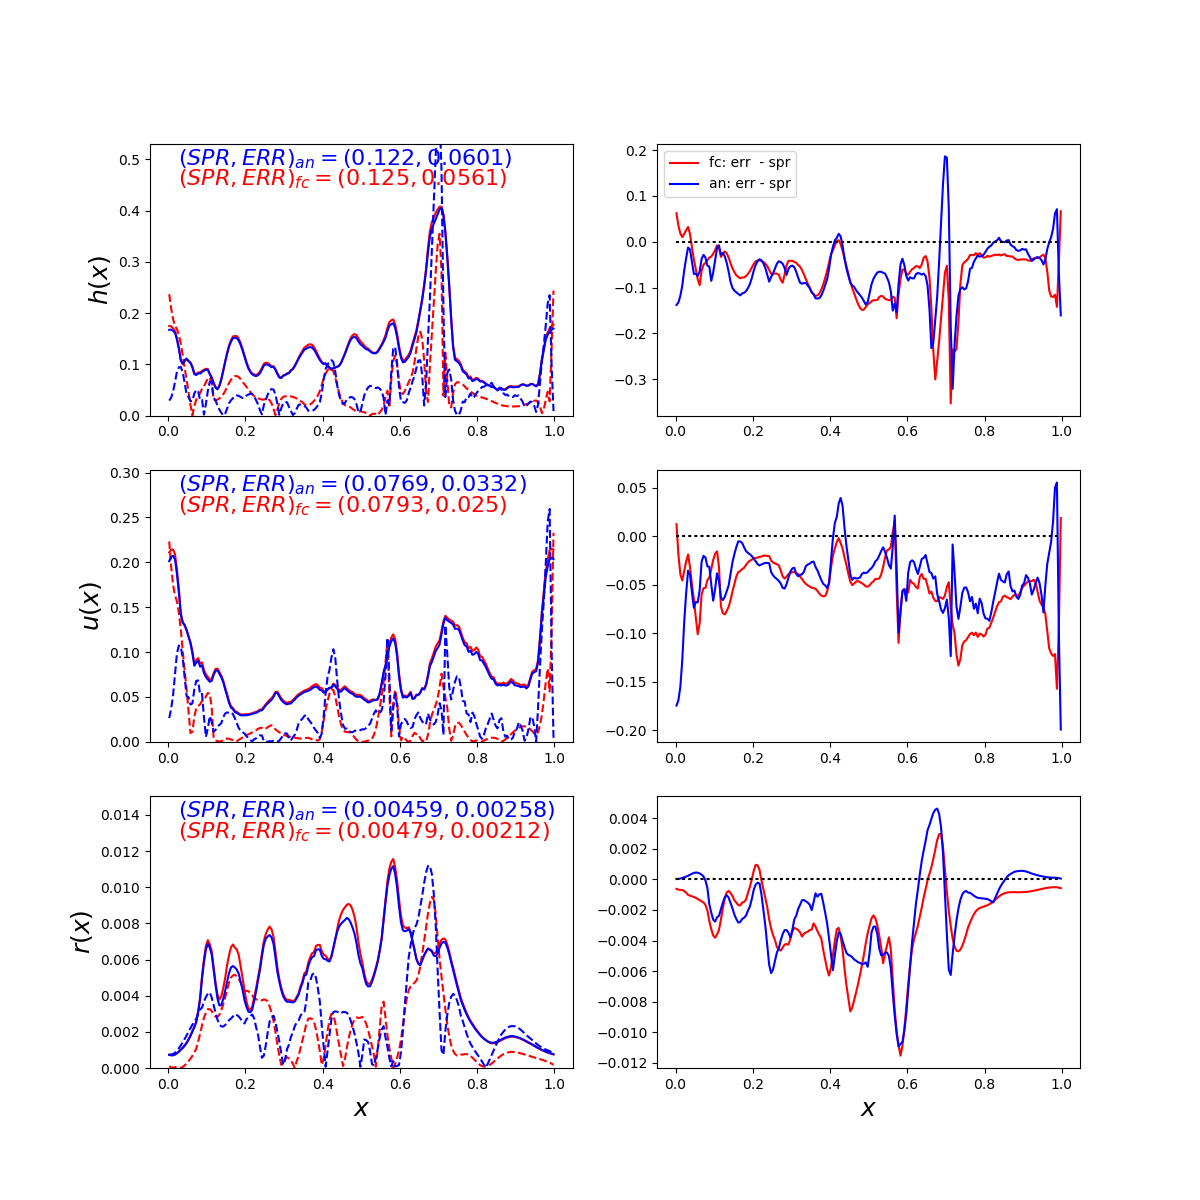 (SPR, ERR)an = (0.122, 0.0601)
(SPR, ERR)fc = (0.125, 0.0561)
h(x)
0.5
0.4
0.3
0.2
0.1
0.0
0.0 0.2 0.4 0.6 0.8 1.0
fc: err - spr
an: err - spr
0.2
0.1
0.0
−0.1
−0.2
−0.3
0.0 0.2 0.4 0.6 0.8 1.0
(SPR, ERR)an = (0.0769, 0.0332)
(SPR, ERR)fc = (0.0793, 0.025)
u(x)
0.30
0.25
0.20
0.15
0.10
0.05
0.00
0.0 0.2 0.4 0.6 0.8 1.0
0.05
0.00
−0.05
−0.10
−0.15
−0.20
0.0 0.2 0.4 0.6 0.8 1.0
(SPR, ERR)an = (0.00459, 0.00258)
(SPR, ERR)fc = (0.00479, 0.00212)
r(x)
0.014
0.012
0.010
0.008
0.006
0.004
0.002
0.000
0.0 0.2 0.4 0.6 0.8 1.0
x
0.004
0.002
0.000
−0.002
−0.004
−0.006
−0.008
−0.010
−0.012
0.0 0.2 0.4 0.6 0.8 1.0
x